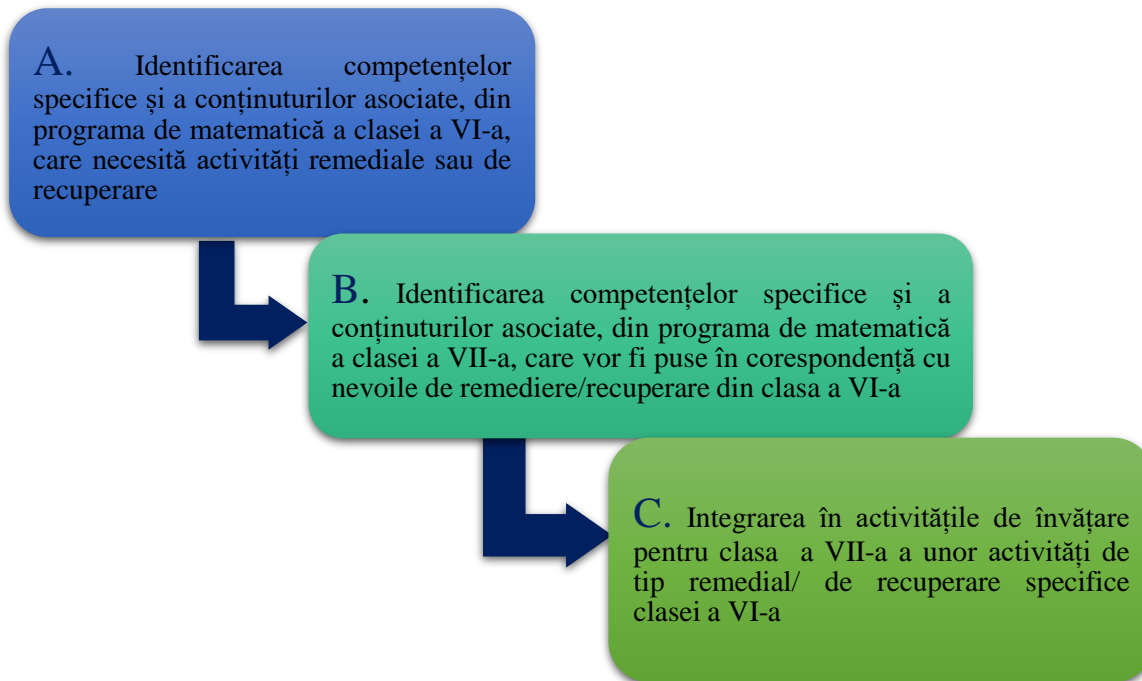 A. Identificarea competențelor
specifice și a conținuturilor asociate, din
programa de matematică a clasei a VI-a,
care necesită activități remediale sau de
recuperare
B. Identificarea competențelor specifice și a
conținuturilor asociate, din programa de matematică
a clasei a VII-a, care vor fi puse în corespondență cu
nevoile de remediere/recuperare din clasa a VI-a
C. Integrarea în activitățile de învățare
pentru clasa a VII-a a unor activități de
tip remedial/ de recuperare specifice
clasei a VI-a